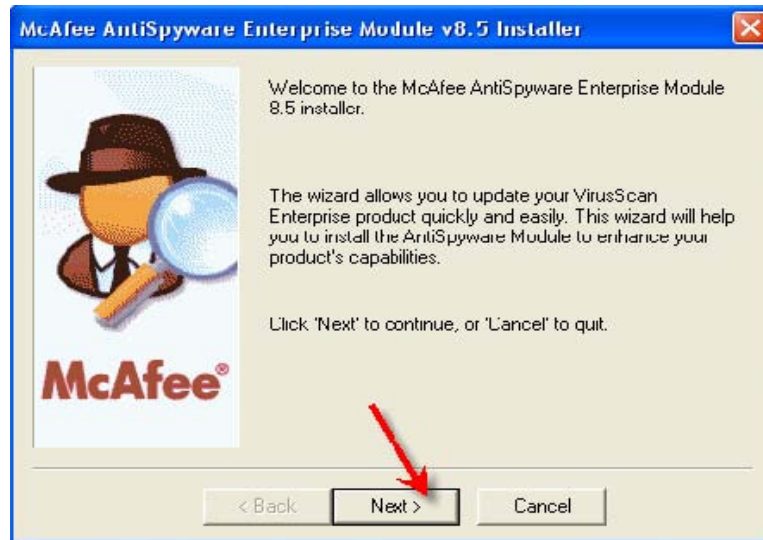 McAfee AntiSpyware Enterprise Module v8.5 Installer
Welcome to the McAfee AntiSpyware Enterprise Module
8.5 installer.
The wizard allows you to update your VirusScan
Enterprise product quickly and easily. This wizard will help
you to install the AntiSpyware Module to enhance your
product's capabilities.
Click 'Next' to continue, or 'Cancel' to quit.
McAfee®
< Back
Next >
Cancel